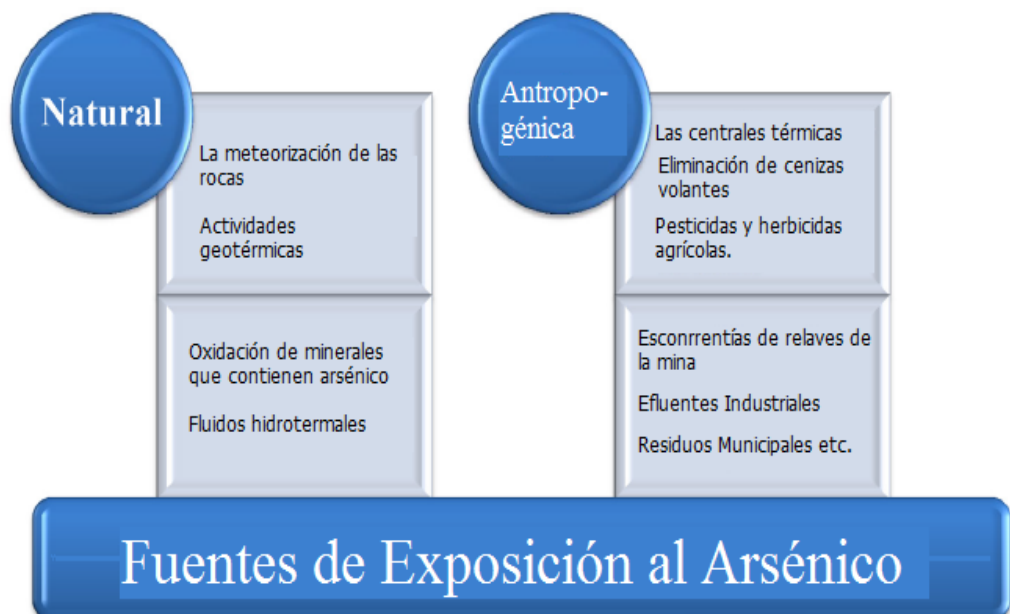 Natural
La meteorización de las
rocas
Actividades
geotérmicas
Oxidación de minerales
que contienen arsénico
Fluidos hidrotermales
Antropo-
génica
Las centrales térmicas
Eliminación de cenizas
volantes
Pesticidas y herbicidas
agrícolas.
Esconrrentías de relaves de
la mina
Efluentes Industriales
Residuos Municipales etc.
Fuentes de Exposición al Arsénico